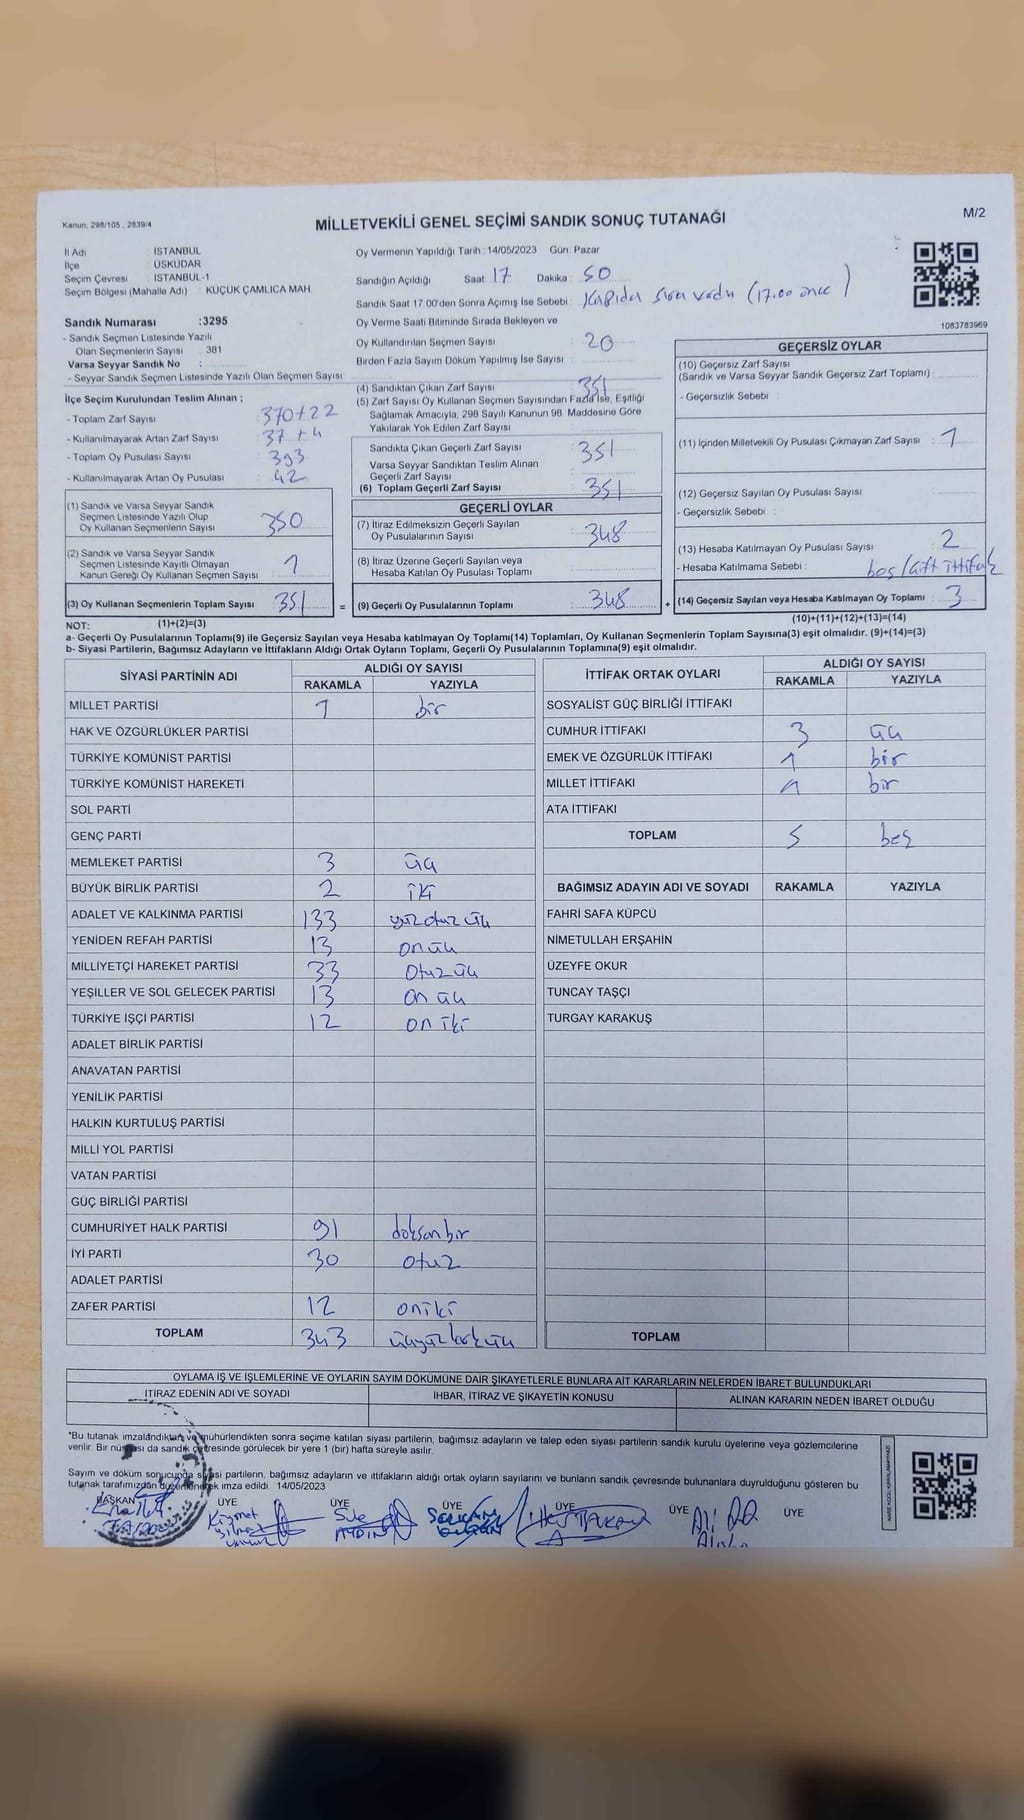 Kanun: 298/105 , 2839/4
MİLLETVEKİLİ GENEL SEÇİMİ SANDIK SONUÇ TUTANAĞI
M/2
İl Adı : İSTANBUL
İlçe : ÜSKÜDAR
Seçim Çevresi : İSTANBUL-1
Seçim Bölgesi (Mahalle Adı) : KÜÇÜK ÇAMLICA MAH.
Sandık Numarası :3295
- Sandık Seçmen Listesinde Yazılı
Olan Seçmenlerin Sayısı : 381
Varsa Seyyar Sandık No :
- Seyyar Sandık Seçmen Listesinde Yazılı Olan Seçmen Sayısı :
İlçe Seçim Kurulundan Teslim Alınan ;
- Toplam Zarf Sayısı : 370+22
- Kullanılmayarak Artan Zarf Sayısı : 37+4
- Toplam Oy Pusulası Sayısı : 393
- Kullanılmayarak Artan Oy Pusulası : 42
(1) Sandık ve Varsa Seyyar Sandık
Seçmen Listesinde Yazılı Olup
Oy Kullanan Seçmenlerin Sayısı 350
(2) Sandık ve Varsa Seyyar Sandık
Seçmen Listesinde Kayıtlı Olmayan
Kanun Gereği Oy Kullanan Seçmen Sayısı 1
(3) Oy Kullanan Seçmenlerin Toplam Sayısı 351
Oy Vermenin Yapıldığı Tarih : 14/05/2023 Gün: Pazar
Sandığın Açıldığı Saat: 17 Dakika : 50
Sandık Saat 17.00'den Sonra Açımış İse Sebebi : Kapıda sıra vardı (17.00 önce)
Oy Verme Saati Bitiminde Sırada Bekleyen ve
Oy Kullandırılan Seçmen Sayısı : 20
Birden Fazla Sayım Döküm Yapılmış İse Sayısı :
(4) Sandıktan Çıkan Zarf Sayısı : 351
(5) Zarf Sayısı Oy Kullanan Seçmen Sayısından Fazla İse, Eşitliği
Sağlamak Amacıyla, 298 Sayılı Kanunun 98. Maddesine Göre
Yakılarak Yok Edilen Zarf Sayısı :
Sandıkta Çıkan Geçerli Zarf Sayısı : 351
Varsa Seyyar Sandıktan Teslim Alınan
Geçerli Zarf Sayısı :
(6) Toplam Geçerli Zarf Sayısı : 351
GEÇERLİ OYLAR
(7) İtiraz Edilmeksizin Geçerli Sayılan
Oy Pusulalarının Sayısı : 348
(8) İtiraz Üzerine Geçerli Sayılan veya
Hesaba Katılan Oy Pusulası Toplamı :
= (9) Geçerli Oy Pusulalarının Toplamı : 348 +
1083783969
GEÇERSİZ OYLAR
(10) Geçersiz Zarf Sayısı
(Sandık ve Varsa Seyyar Sandık Geçersiz Zarf Toplamı) :
- Geçersizlik Sebebi :
(11) İçinden Milletvekili Oy Pusulası Çıkmayan Zarf Sayısı : 1
(12) Geçersiz Sayılan Oy Pusulası Sayısı :
- Geçersizlik Sebebi :
(13) Hesaba Katılmayan Oy Pusulası Sayısı : 2
- Hesaba Katılmama Sebebi : boş/çift ittifak
(14) Geçersiz Sayılan veya Hesaba Katılmayan Oy Toplamı : 3
NOT: (1)+(2)=(3)
(10)+(11)+(12)+(13)=(14)
a- Geçerli Oy Pusulalarının Toplamı(9) ile Geçersiz Sayılan veya Hesaba katılmayan Oy Toplamı(14) Toplamları, Oy Kullanan Seçmenlerin Toplam Sayısına(3) eşit olmalıdır. (9)+(14)=(3)
b- Siyasi Partilerin, Bağımsız Adayların ve İttifakların Aldığı Ortak Oyların Toplamı, Geçerli Oy Pusulalarının Toplamına(9) eşit olmalıdır.
SİYASİ PARTİNİN ADI ALDIĞI OY SAYISI
RAKAMLA YAZIYLA
MİLLET PARTİSİ 1 bir
HAK VE ÖZGÜRLÜKLER PARTİSİ
TÜRKİYE KOMÜNİST PARTİSİ
TÜRKİYE KOMÜNİST HAREKETİ
SOL PARTİ
GENÇ PARTİ
MEMLEKET PARTİSİ 3 üç
BÜYÜK BİRLİK PARTİSİ 2 iki
ADALET VE KALKINMA PARTİSİ 133 yüzotuzüç
YENİDEN REFAH PARTİSİ 13 onüç
MİLLİYETÇİ HAREKET PARTİSİ 33 Otuzüç
YEŞİLLER VE SOL GELECEK PARTİSİ 13 on üç
TÜRKİYE İŞÇİ PARTİSİ 12 on iki
ADALET BİRLİK PARTİSİ
ANAVATAN PARTİSİ
YENİLİK PARTİSİ
HALKIN KURTULUŞ PARTİSİ
MİLLİ YOL PARTİSİ
VATAN PARTİSİ
GÜÇ BİRLİĞİ PARTİSİ
CUMHURİYET HALK PARTİSİ 91 doksanbir
İYİ PARTİ 30 otuz
ADALET PARTİSİ
ZAFER PARTİSİ 12 oniki
TOPLAM 343 üçyüzkırküç
İTTİFAK ORTAK OYLARI ALDIĞI OY SAYISI
RAKAMLA YAZIYLA
SOSYALİST GÜÇ BİRLİĞİ İTTİFAKI
CUMHUR İTTİFAKI 3 üç
EMEK VE ÖZGÜRLÜK İTTİFAKI 1 bir
MİLLET İTTİFAKI 1 bir
ATA İTTİFAKI
TOPLAM 5 beş
BAĞIMSIZ ADAYIN ADI VE SOYADI RAKAMLA YAZIYLA
FAHRİ SAFA KÜPCÜ
NİMETULLAH ERŞAHİN
ÜZEYFE OKUR
TUNCAY TAŞÇI
TURGAY KARAKUŞ
TOPLAM
OYLAMA İŞ VE İŞLEMLERİNE VE OYLARIN SAYIM DÖKÜMÜNE DAİR ŞİKAYETLERLE BUNLARA AİT KARARLARIN NELERDEN İBARET BULUNDUKLARI
İTİRAZ EDENİN ADI VE SOYADI İHBAR, İTİRAZ VE ŞİKAYETİN KONUSU ALINAN KARARIN NEDEN İBARET OLDUĞU
*Bu tutanak imzalandıktan ve mühürlendikten sonra seçime katılan siyasi partilerin, bağımsız adayların ve talep eden siyasi partilerin sandık kurulu üyelerine veya gözlemcilerine
verilir. Bir nüshası da sandık çevresinde görülecek bir yere 1 (bir) hafta süreyle asılır.
Sayım ve döküm sonucunda siyasi partilerin, bağımsız adayların ve ittifakların aldığı ortak oyların sayılarını ve bunların sandık çevresinde bulunanlara duyrulduğunu gösteren bu
tutanak tarafımızdan düzenlenerek imza edildi. 14/05/2023
BAŞKAN ÜYE ÜYE ÜYE ÜYE ÜYE ÜYE
Kıymet
AYDIN
Ali